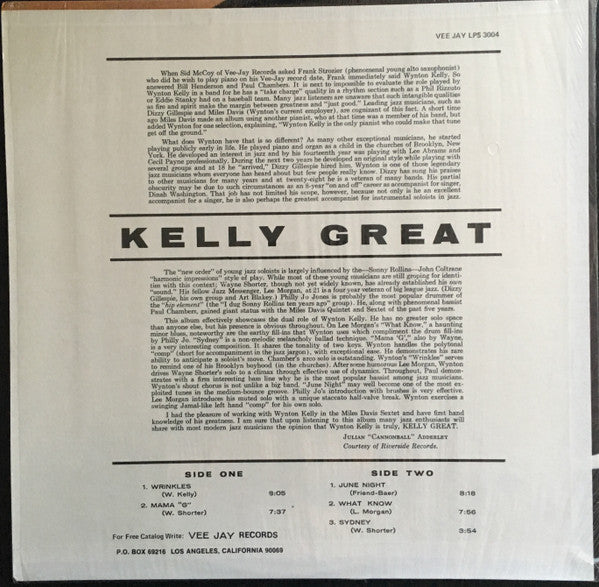 VEE JAY LPS 3004
When Sid McCoy of Vee-Jay Records asked Frank Strozier (phenomenal young alto saxophonist)
who did he wish to play piano on his Vee-Jay record date, Frank immediately said Wynton Kelly. So
answered Bill Henderson and Paul Chambers. It is next to impossible to evaluate the role played by
Wynton Kelly in a band for he has a "take charge" quality in a rhythm section such as a Phil Rizzoto
or Eddie Stanky had on a baseball team. Many jazz listeners are unaware that such intangible qualities
as fire and spirit make the margin between greatness and "just good." Leading jazz musicians, such as
Dizzy Gillespie and Miles Davis (Wynton's current employer), are cognizant of this fact. A short time
ago Miles Davis made an album using another pianist, who at that time was a member of his band, but
added Wynton for one selection, explaining, "Wynton Kelly is the only pianist who could make that tune
get off the ground."
What does Wynton have that is so different? As many other exceptional musicians, he started
playing publicly early in life. He played piano and organ as a child in the churches of Brooklyn, New
York. He developed an interest in jazz and by his fourteenth year was playing with Lee Abrams and
Cecil Payne professionally. During the next two years he developed an original style while playing with
several groups and at 18 he "arrived," Dizzy Gillespie hired him. Wynton is one of those legendary
jazz musicians whom everyone has heard about but few people really know. Dizzy has sung his praises
to other musicians for many years and at twenty-eight he is a veteran of many bands. His partial
obscurity may be due to such circumstances as an 8-year "on and off" career as accompanist for singer,
Dinah Washington. That job has not limited his scope, however, because not only is he an excellent
accompanist for a singer, he is also perhaps the greatest accompanist for instrumental soloists in jazz.
KELLY GREAT
The "new order" of young jazz soloists is largely influenced by the—Sonny Rollins—John Coltrane
"harmonic impressions" style of play. While most of these young musicians are still groping for identi-
ties with this context; Wayne Shorter, though not yet widely known, has already established his own
"sound." His fellow Jazz Messenger, Lee Morgan, at 21 is a four year veteran of big league jazz. (Dizzy
Gillespie, his own group and Art Blakey.) Philly Jo Jones is probably the most popular drummer of
the "hip element" (the "I dug Sonny Rollins ten years ago" group). He, along with phenomenal bassist
Paul Chambers, gained giant status with the Miles Davis Quintet and Sextet of the past five years.
This album effectively showcases the dual role of Wynton Kelly. He has no greater solo space
than anyone else, but his presence is obvious throughout. On Lee Morgan's "What Know," a haunting
minor blues, noteworthy are the earthy fill-ins that Wynton uses which compliment the drum fill-ins
by Philly Jo. "Sydney" is a non-melodic melancholy ballad technique. "Mama 'G'," also by Wayne,
is a very interesting composition. It shares the tonality of two keys. Wynton handles the polytonal
"comp" (short for accompaniment in the jazz jargon), with exceptional ease. He demonstrates his rare
ability to anticipate a soloist's move. Chamber's arco solo is outstanding. Wynton's "Wrinkles" serves
to remind one of his Brooklyn boyhood (in the churches). After some humorous Lee Morgan, Wynton
drives Wayne Shorter's solo to a climax through effective use of dynamics. Throughout, Paul demon-
strates with a firm interesting bass line why he is the most popular bassist among jazz musicians.
Wynton's shout chorus is not unlike a big band. "June Night" may well become one of the most ex-
ploited tunes in the medium-bounce groove. Philly Jo's introduction with brushes is very effective.
Lee Morgan introduces his muted solo with a unique staccato half-valve break. Wynton exercises a
swinging Jamal-like left hand "comp" for his own solo.
I had the pleasure of working with Wynton Kelly in the Miles Davis Sextet and have first hand
knowledge of his greatness. I am sure that upon listening to this album many jazz enthusiasts will
share with most modern jazz musicians the opinion that Wynton Kelly is truly, KELLY GREAT.
JULIAN "CANNONBALL" ADDERLEY
Courtesy of Riverside Records.
SIDE ONE
1. WRINKLES
(W. Kelly) 8:05
2. MAMA "G"
(W. Shorter) 7:37
SIDE TWO
1. JUNE NIGHT
(Friend-Baer) 8:18
2. WHAT KNOW
(L. Morgan) 7:56
3. SYDNEY
(W. Shorter) 3:54
For Free Catalog Write: VEE JAY RECORDS
P.O. BOX 69216 LOS ANGELES, CALIFORNIA 90069